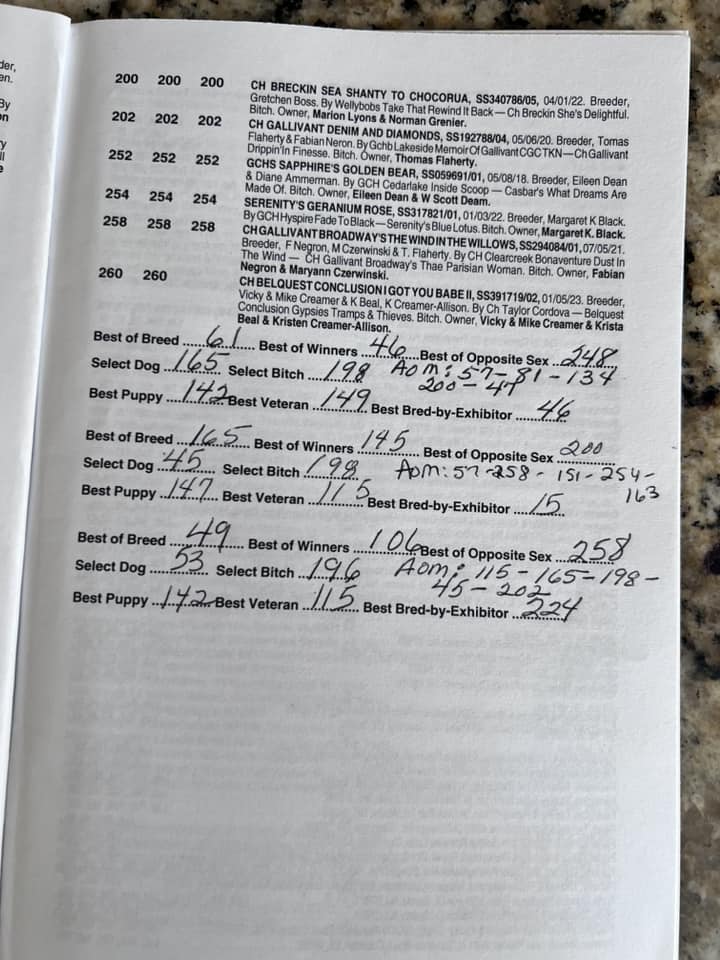 der,
en.
By
on
ry
ll
e
200 200 200 CH BRECKIN SEA SHANTY TO CHOCORUA, SS340786/05, 04/01/22. Breeder,
Gretchen Boss. By Wellybobs Take That Rewind It Back — Ch Breckin She's Delightful.
Bitch. Owner, Marion Lyons & Norman Grenier.
202 202 202 CH GALLIVANT DENIM AND DIAMONDS, SS192788/04, 05/06/20. Breeder, Tomas
Flaherty & Fabian Neron. By Gchb Lakeside Memoir Of Gallivant CGC TKN — Ch Gallivant
Drippin'In Finesse. Bitch. Owner, Thomas Flaherty.
252 252 252 GCHS SAPPHIRE'S GOLDEN BEAR, SS059691/01, 05/08/18. Breeder, Eileen Dean
& Diane Ammerman. By GCH Cedarlake Inside Scoop — Casbar's What Dreams Are
Made Of. Bitch. Owner, Eileen Dean & W Scott Deam.
254 254 254 SERENITY'S GERANIUM ROSE, SS317821/01, 01/03/22. Breeder, Margaret K Black.
By GCH Hyspire Fade To Black — Serenity's Blue Lotus. Bitch. Owner, Margaret K. Black.
258 258 258 CH GALLIVANT BROADWAY'S THE WIND IN THE WILLOWS, SS294084/01, 07/05/21.
Breeder, F Negron, M Czerwinski & T. Flaherty. By CH Clearcreek Bonaventure Dust In
The Wind — CH Gallivant Broadway's Thae Parisian Woman. Bitch. Owner, Fabian
Negron & Maryann Czerwinski.
260 260 CH BELQUEST CONCLUSION I GOT YOU BABE II, SS391719/02, 01/05/23. Breeder,
Vicky & Mike Creamer & K Beal, K Creamer-Allison. By Ch Taylor Cordova — Belquest
Conclusion Gypsies Tramps & Thieves. Bitch. Owner, Vicky & Mike Creamer & Krista
Beal & Kristen Creamer-Allison.
Best of Breed 61 Best of Winners 46 Best of Opposite Sex 248
Select Dog 165 Select Bitch 198 AOM: 57-81-134
200-47
Best Puppy 142 Best Veteran 149 Best Bred-by-Exhibitor 46
Best of Breed 165 Best of Winners 145 Best of Opposite Sex 200
Select Dog 45 Select Bitch 198 AOM: 57-258-151-254-
163
Best Puppy 147 Best Veteran 115 Best Bred-by-Exhibitor 15
Best of Breed 49 Best of Winners 106 Best of Opposite Sex 258
Select Dog 53 Select Bitch 196 AOM: 115-165-198-
45-202
Best Puppy 142 Best Veteran 115 Best Bred-by-Exhibitor 224